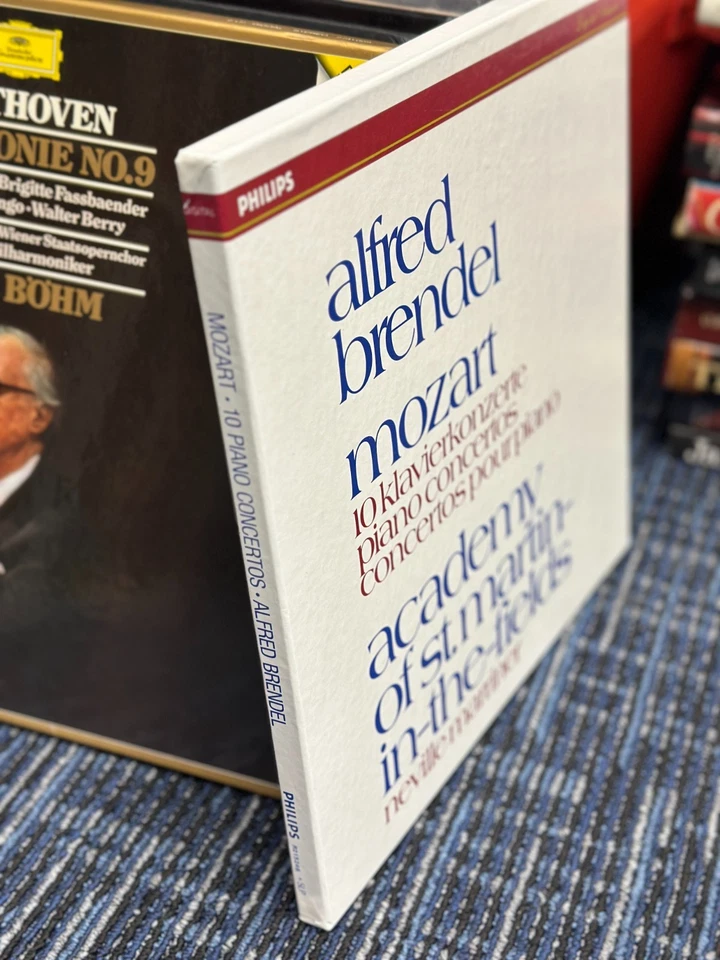 THOVEN
ONIE NO.9
Brigitte Fassbaender
ngo · Walter Berry
Wiener Staatsopernchor
ilharmoniker
BÖHM
PHILIPS
alfred
brendel
mozart
10 klavierkonzerte
piano concertos
concertos pour piano
academy
of st. martin-
in-the-fields
neville marriner
MOZART · 10 PIANO CONCERTOS · ALFRED BRENDEL
PHILIPS